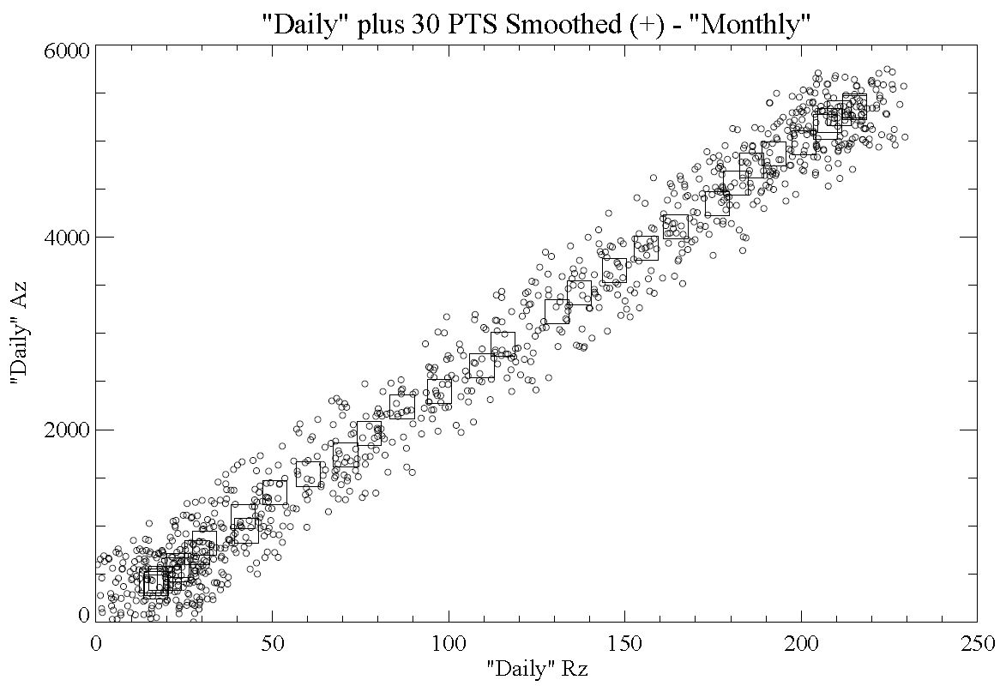 "Daily" plus 30 PTS Smoothed (+) - "Monthly"
6000
4000
2000
0
"Daily" Az
0 50 100 150 200 250
"Daily" Rz